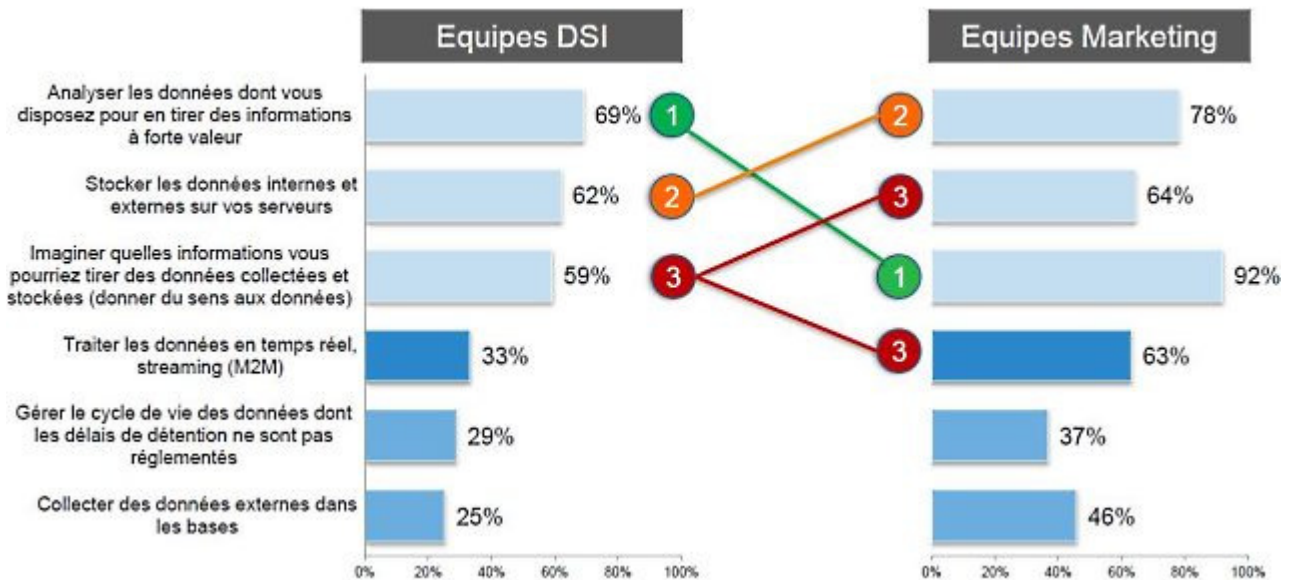 Equipes DSI
Equipes Marketing
Analyser les données dont vous
disposez pour en tirer des informations
à forte valeur
69%
1
2
78%
Stocker les données internes et
externes sur vos serveurs
62%
2
3
64%
Imaginer quelles informations vous
pourriez tirer des données collectées et
stockées (donner du sens aux données)
59%
3
1
92%
Traiter les données en temps réel,
streaming (M2M)
33%
3
63%
Gérer le cycle de vie des données dont
les délais de détention ne sont pas
réglementés
29%
37%
Collecter des données externes dans
les bases
25%
46%
0% 20% 40% 60% 80% 100%
0% 20% 40% 60% 80% 100%